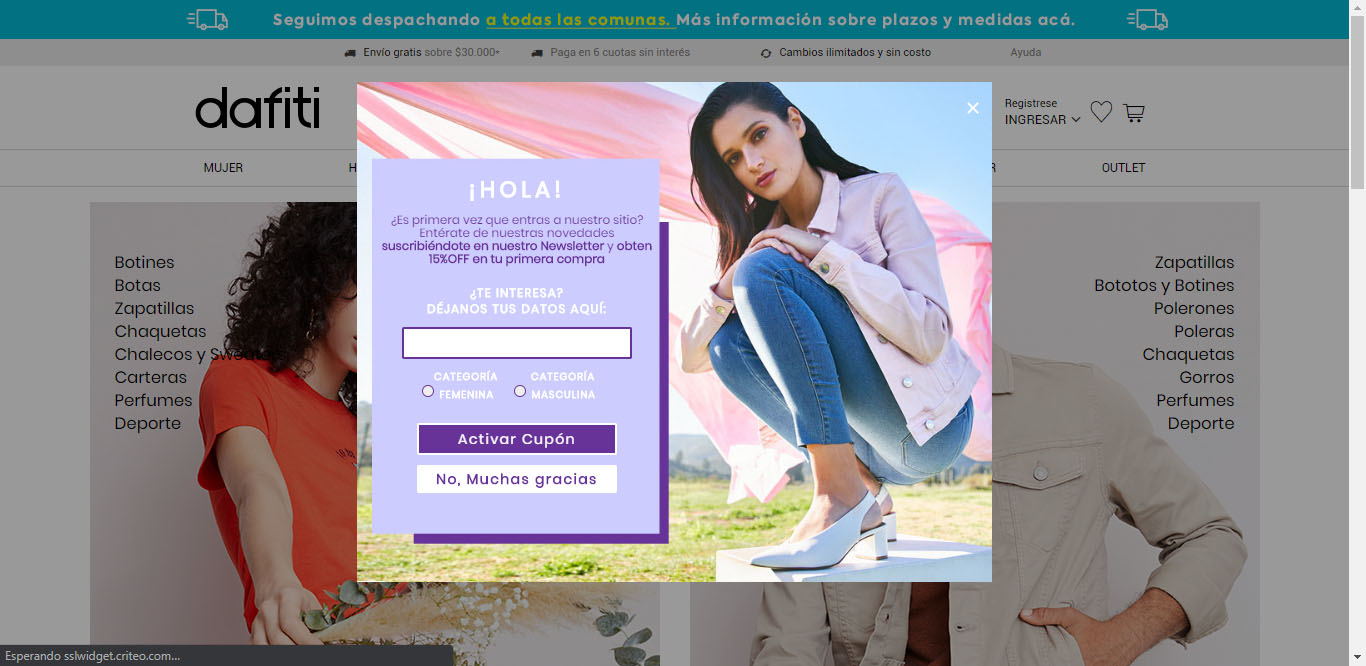 Seguimos despachando a todas las comunas. Más información sobre plazos y medidas acá.
Envío gratis sobre $30.000*
Paga en 6 cuotas sin interés
Cambios ilimitados y sin costo
Ayuda
dafiti
Registrese
INGRESAR
MUJER
H
R
OUTLET
¡HOLA!
¿Es primera vez que entras a nuestro sitio?
Entérate de nuestras novedades
suscribiéndote en nuestro Newsletter y obten
15%OFF en tu primera compra
¿TE INTERESA?
DÉJANOS TUS DATOS AQUÍ:
CATEGORÍA
FEMENINA
CATEGORÍA
MASCULINA
Activar Cupón
No, Muchas gracias
Botines
Botas
Zapatillas
Chaquetas
Chalecos y Sweaters
Carteras
Perfumes
Deporte
Zapatillas
Bototos y Botines
Polerones
Poleras
Chaquetas
Gorros
Perfumes
Deporte
Esperando sslwidget.criteo.com...